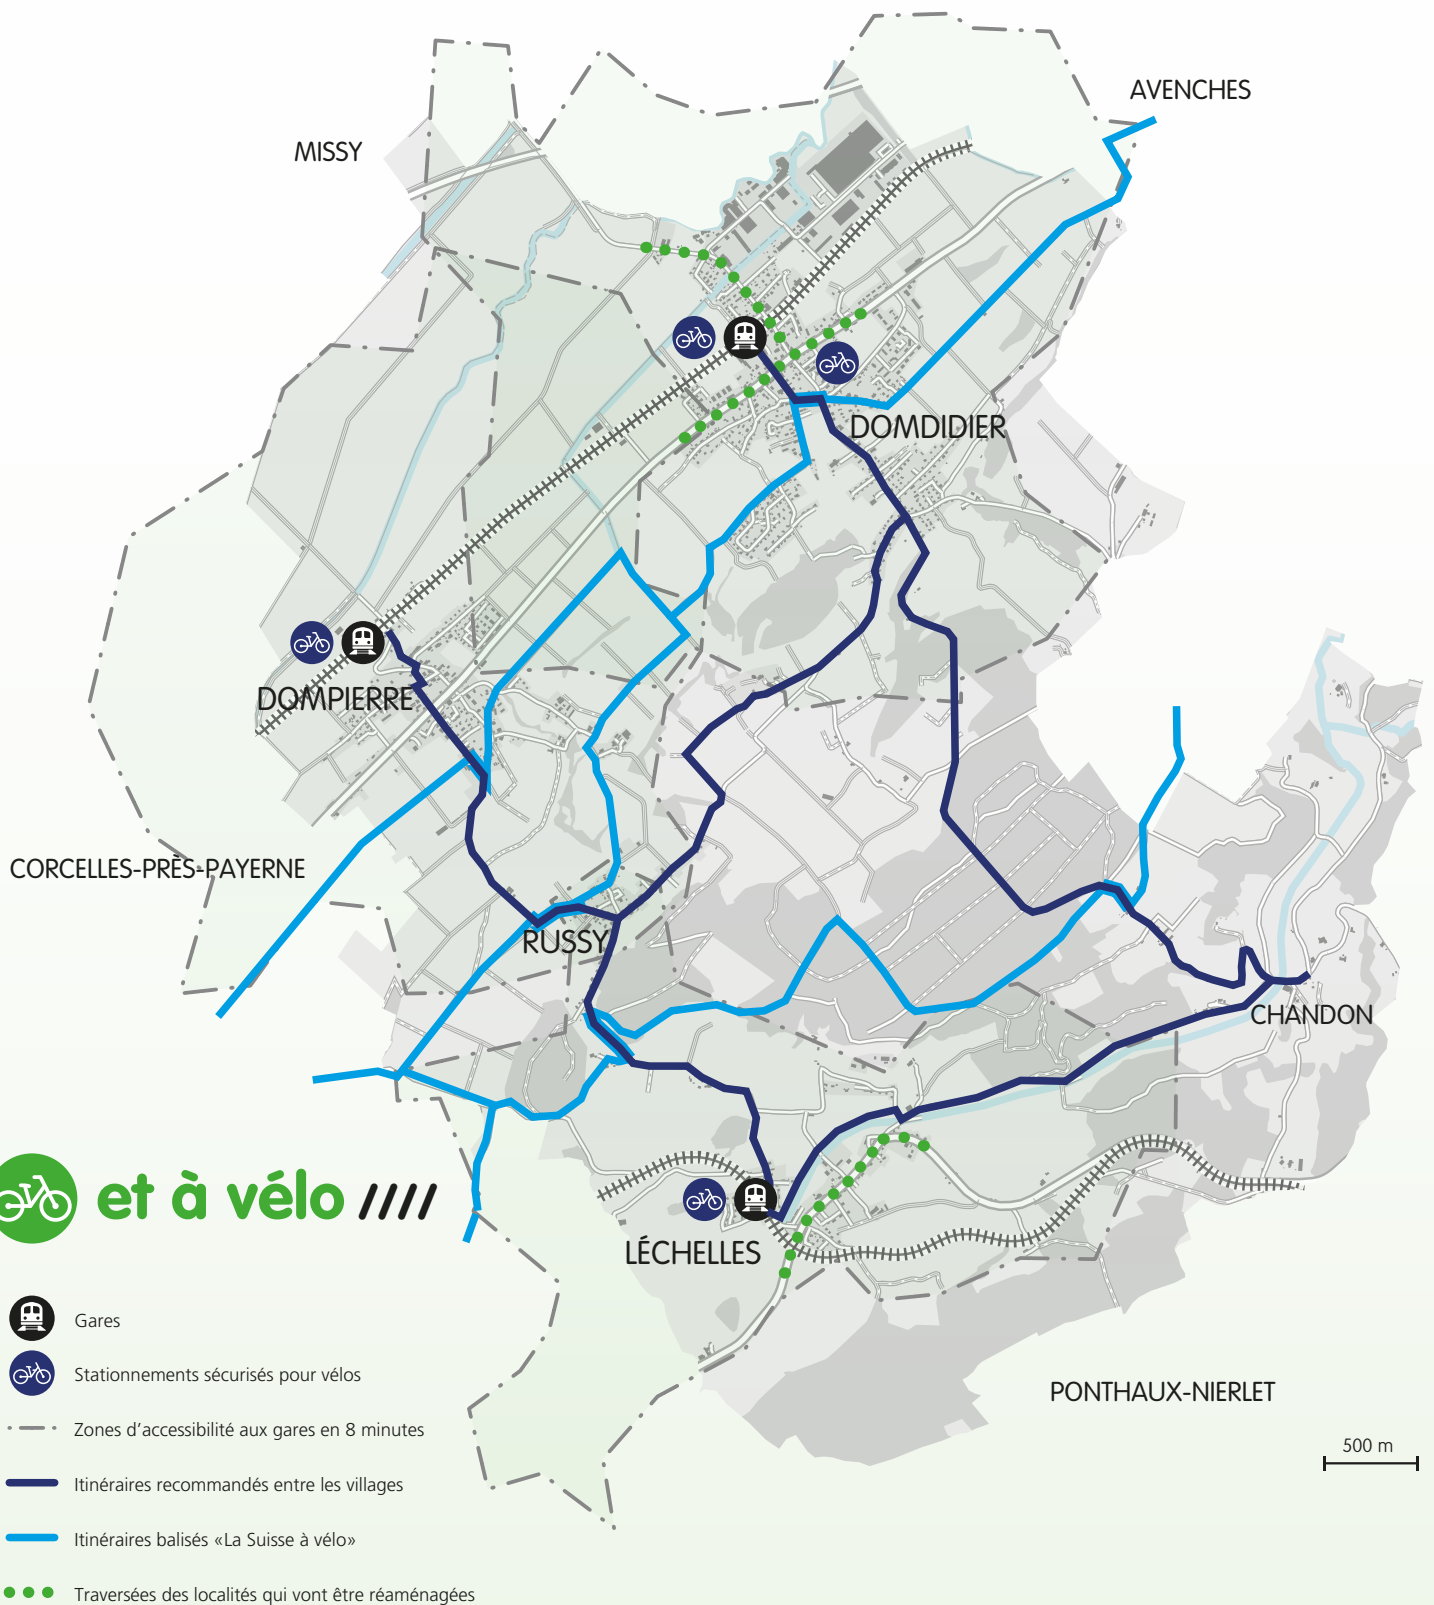 AVENCHES
MISSY
DOMDIDIER
DOMPIERRE
CORCELLES-PRÈS-PAYERNE
RUSSY
CHANDON
et à vélo ////
LÉCHELLES
Gares
Stationnements sécurisés pour vélos
PONTHAUX-NIERLET
Zones d’accessibilité aux gares en 8 minutes
500 m
Itinéraires recommandés entre les villages
Itinéraires balisés «La Suisse à vélo»
Traversées des localités qui vont être réaménagées